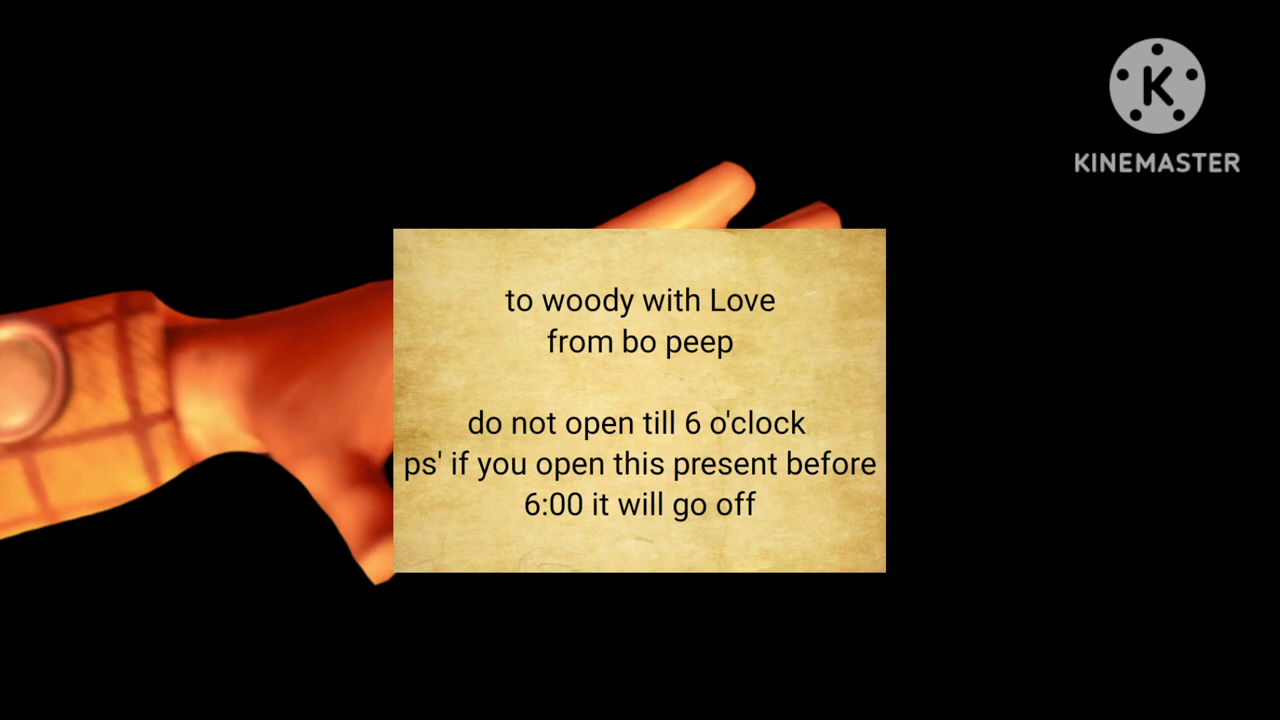 K
KINEMASTER
to woody with Love
from bo peep
do not open till 6 o'clock
ps' if you open this present before
6:00 it will go off